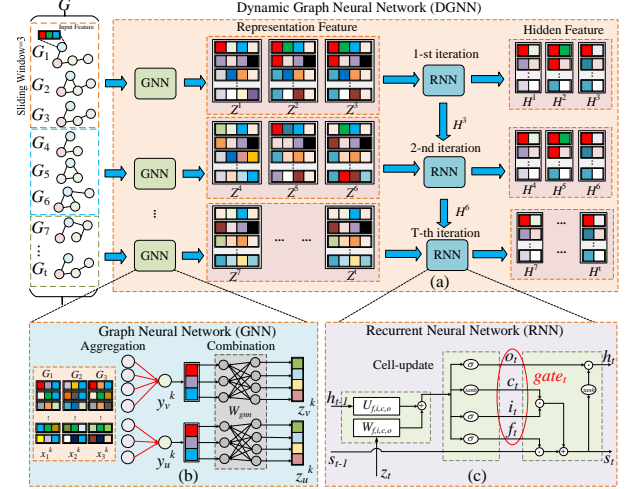 G
Dynamic Graph Neural Network (DGNN)
Sliding Window=3
Input Feature
Representation Feature
Hidden Feature
G1
G2
G3
GNN
Z1 Z2 Z3
1-st iteration
RNN
H1 H2 H3
H3
G4
G5
G6
GNN
Z4 Z5 Z6
2-nd iteration
RNN
H4 H5 H6
H6
⋮
G7
⋮
Gt
GNN
Z7 ... ... Zt
T-th iteration
RNN
H7 ... ... Ht
(a)
Graph Neural Network (GNN)
Aggregation
Combination
G1 G2 G3
x1k x2k x3k
yvk
yuk
Wgnn
zvk
zuk
(b)
Recurrent Neural Network (RNN)
Cell-update
ht-1
Uf,i,c,o
Wf,i,c,o
st-1
zt
σ
tanh
σ
σ
ot
ct
it
ft
gatet
tanh
ht
st
(c)